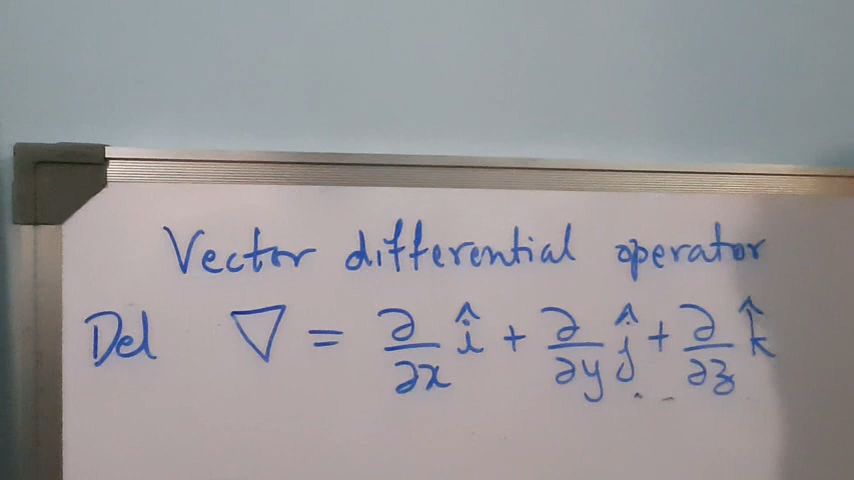 Vector differential operator
Del ∇ = ∂/∂x î + ∂/∂y ĵ + ∂/∂z k̂